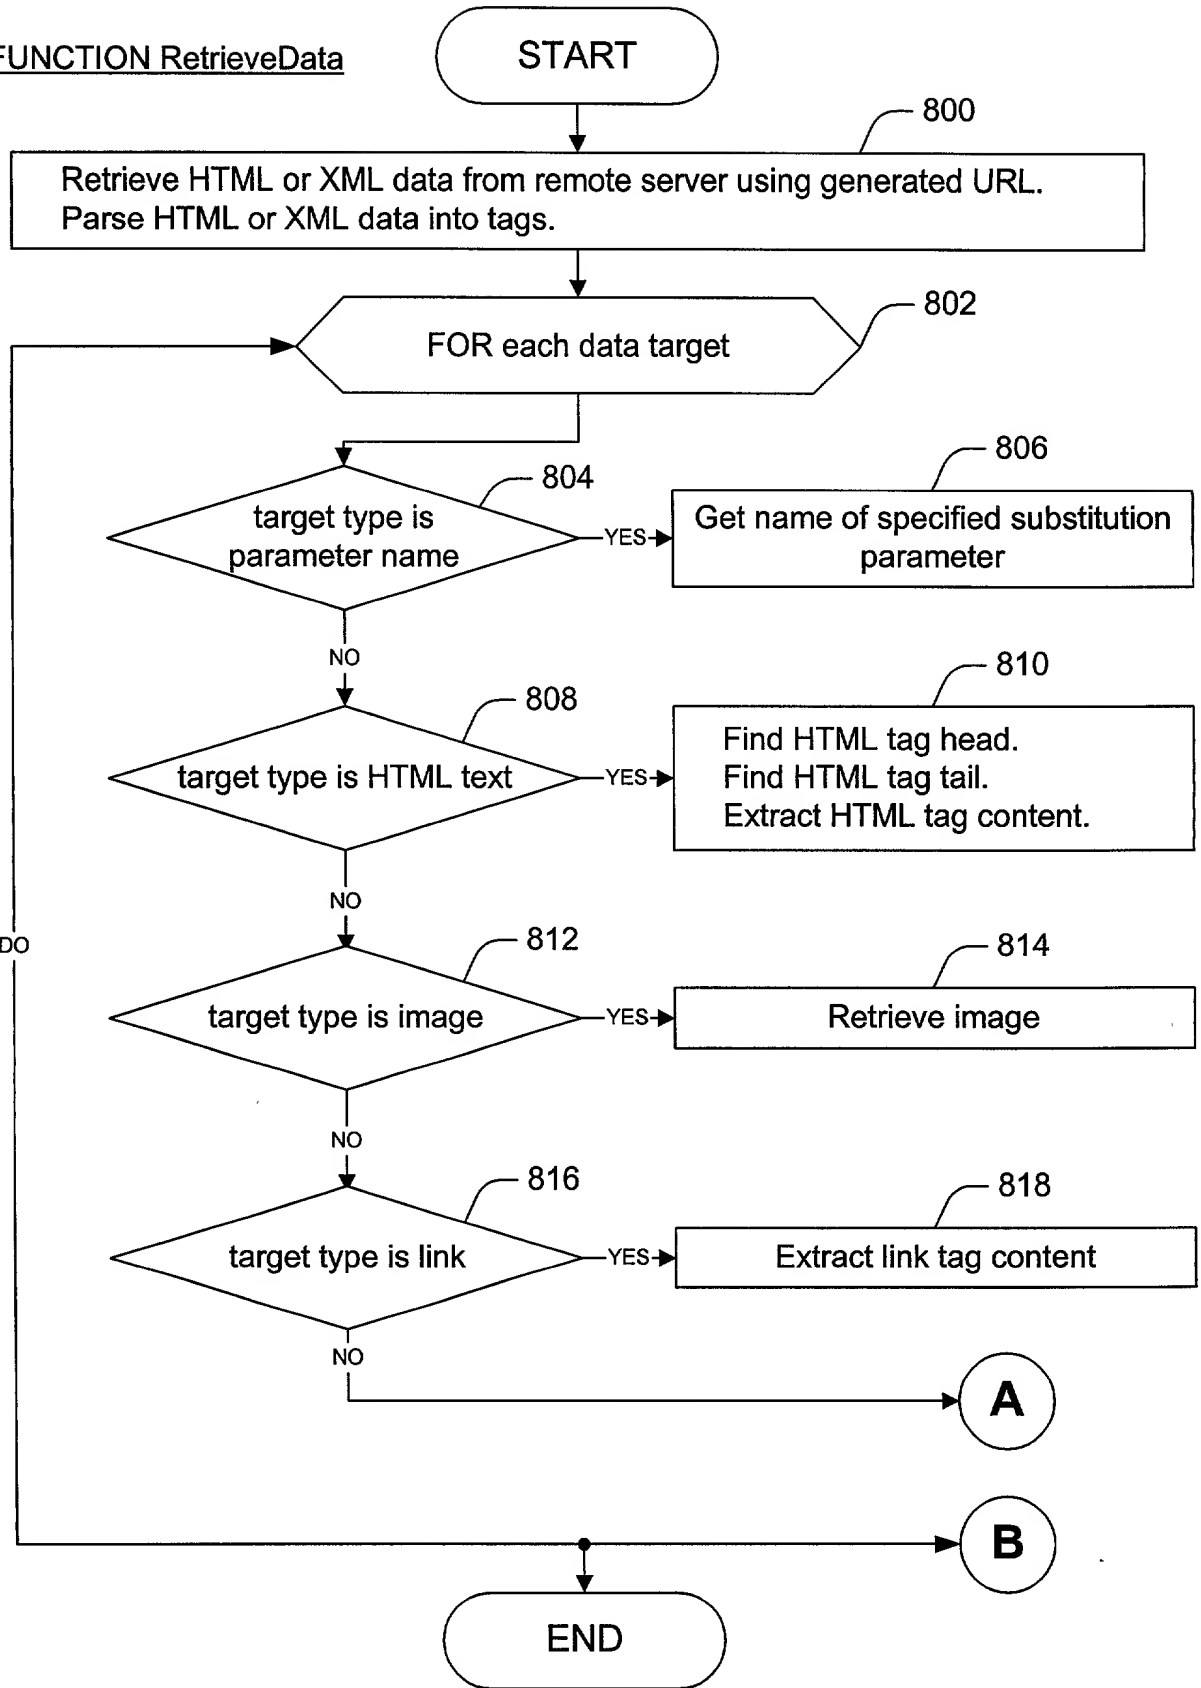 FUNCTION RetrieveData
START
800
Retrieve HTML or XML data from remote server using generated URL.
Parse HTML or XML data into tags.
802
FOR each data target
804
target type is
parameter name
YES
806
Get name of specified substitution
parameter
NO
808
target type is HTML text
YES
810
Find HTML tag head.
Find HTML tag tail.
Extract HTML tag content.
NO
DO
812
target type is image
YES
814
Retrieve image
NO
816
target type is link
YES
818
Extract link tag content
NO
A
B
END